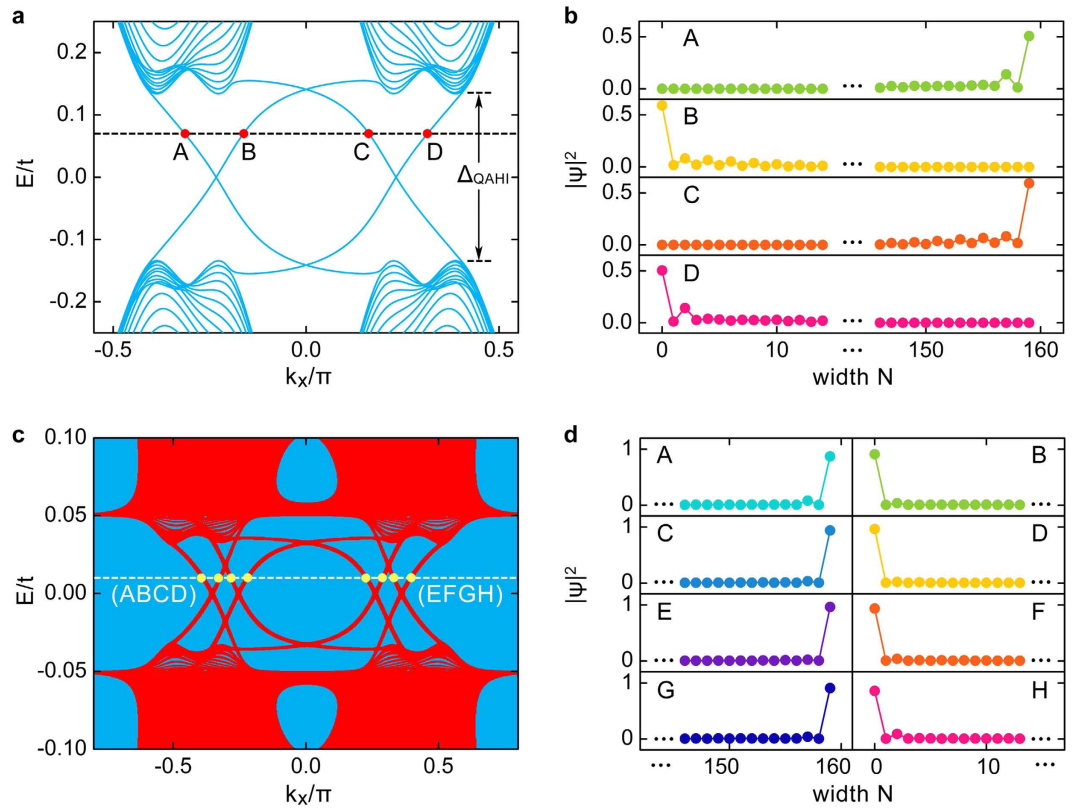 a
0.2
0.1
0.0
-0.1
-0.2
E/t
A
B
C
D
Δ_QAHI
-0.5
0.0
0.5
k_x/π
b
0.5
0.0
A
0.5
0.0
B
0.5
0.0
C
0.5
0.0
D
|ψ|²
...
...
...
...
...
0
10
150
160
width N
c
0.10
0.05
0.00
-0.05
-0.10
E/t
(ABCD)
(EFGH)
-0.5
0.0
0.5
k_x/π
d
1
0
A
B
... ...
1
0
C
D
... ...
1
0
E
F
... ...
1
0
G
H
... ...
|ψ|²
... 150 160 0 10 ...
width N